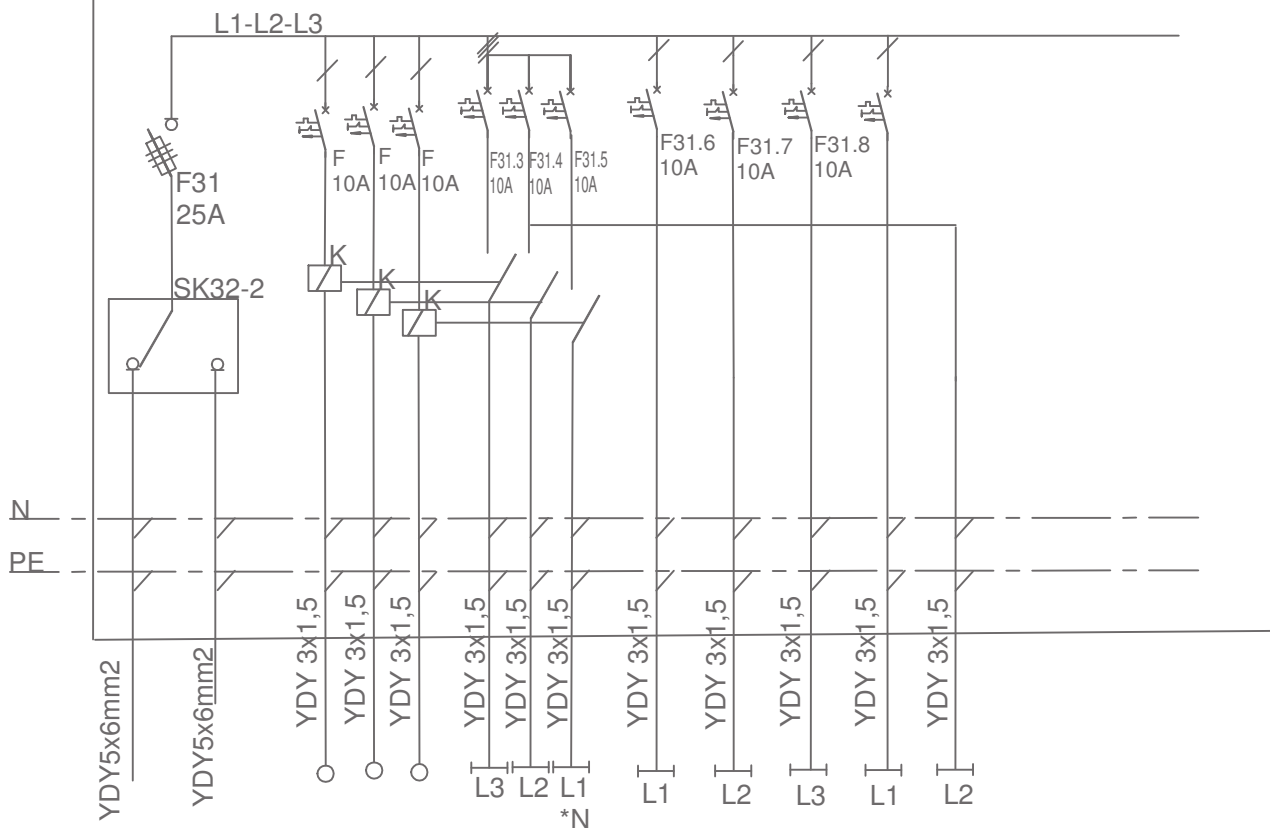 L1-L2-L3
F31
25A
SK32-2
F
10A
F
10A
F
10A
F31.3
10A
F31.4
10A
F31.5
10A
F31.6
10A
F31.7
10A
F31.8
10A
K
K
K
N
PE
YDY5x6mm2
YDY5x6mm2
YDY 3x1,5
YDY 3x1,5
YDY 3x1,5
YDY 3x1,5
YDY 3x1,5
YDY 3x1,5
YDY 3x1,5
YDY 3x1,5
YDY 3x1,5
YDY 3x1,5
YDY 3x1,5
L3
L2
L1
*N
L1
L2
L3
L1
L2